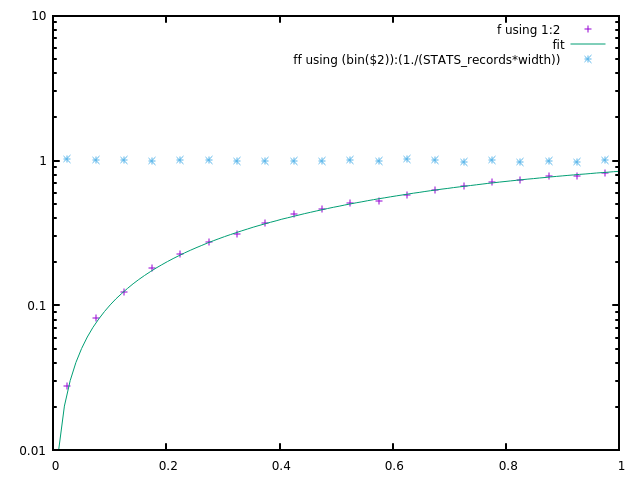 10
f using 1:2
fit
ff using (bin($2)):(1./(STATS_records*width))
1
0.1
0.01
0 0.2 0.4 0.6 0.8 1